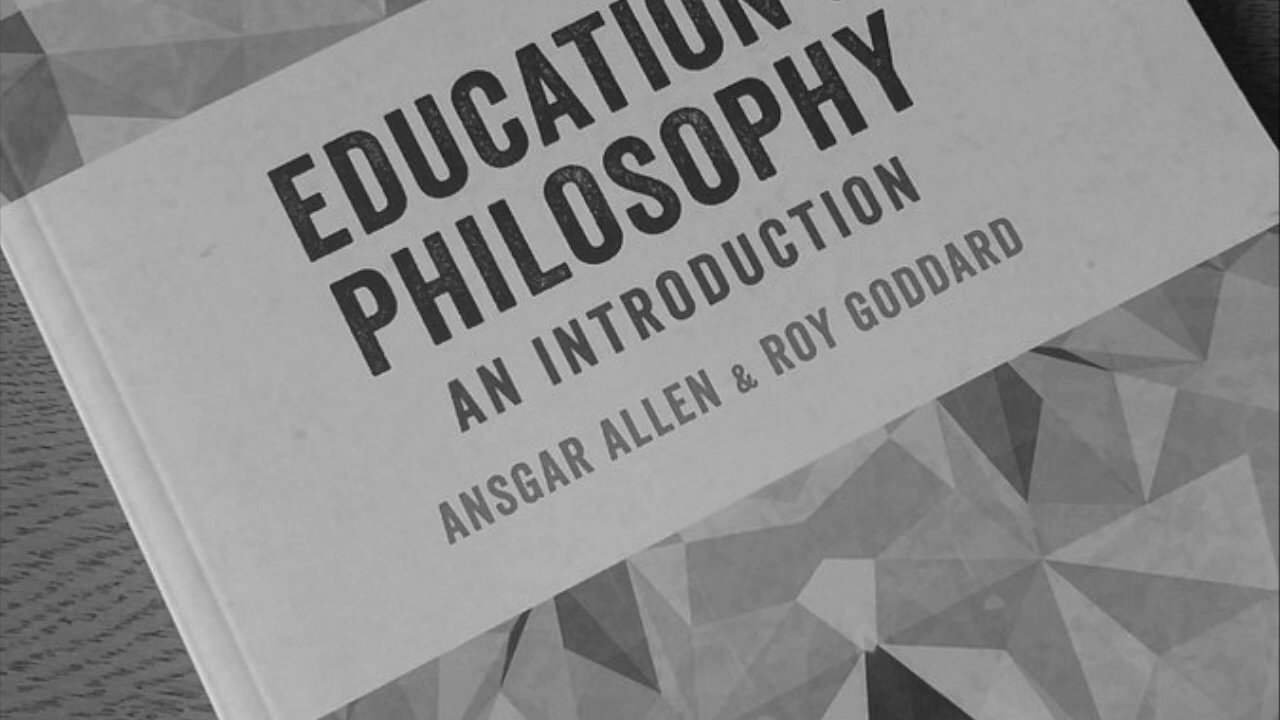 EDUCATION
PHILOSOPHY
AN INTRODUCTION
ANSGAR ALLEN & ROY GODDARD